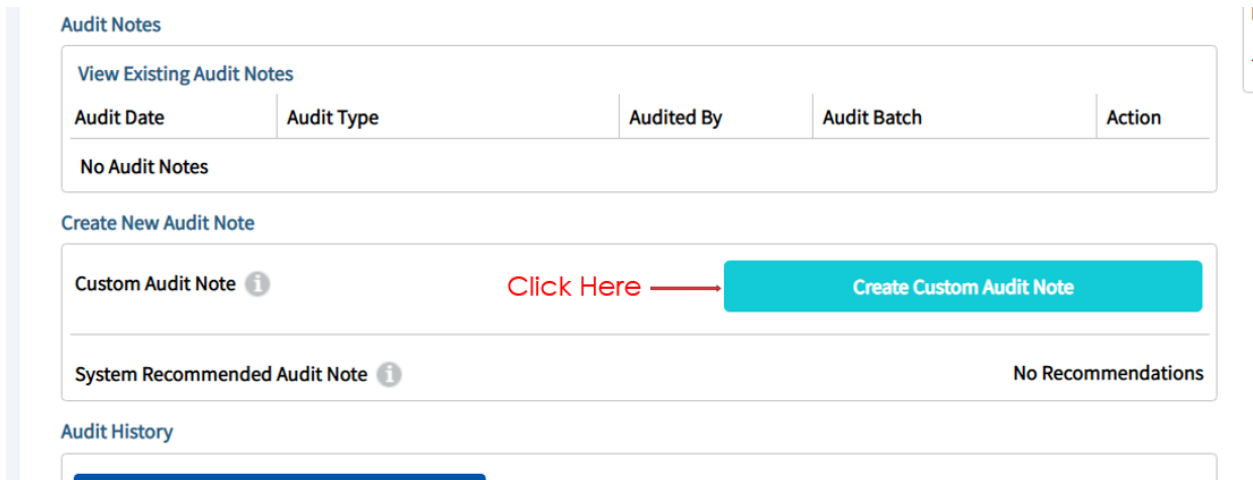 Audit Notes
View Existing Audit Notes
Audit Date Audit Type Audited By Audit Batch Action
No Audit Notes
Create New Audit Note
Custom Audit Note Click Here Create Custom Audit Note
System Recommended Audit Note No Recommendations
Audit History